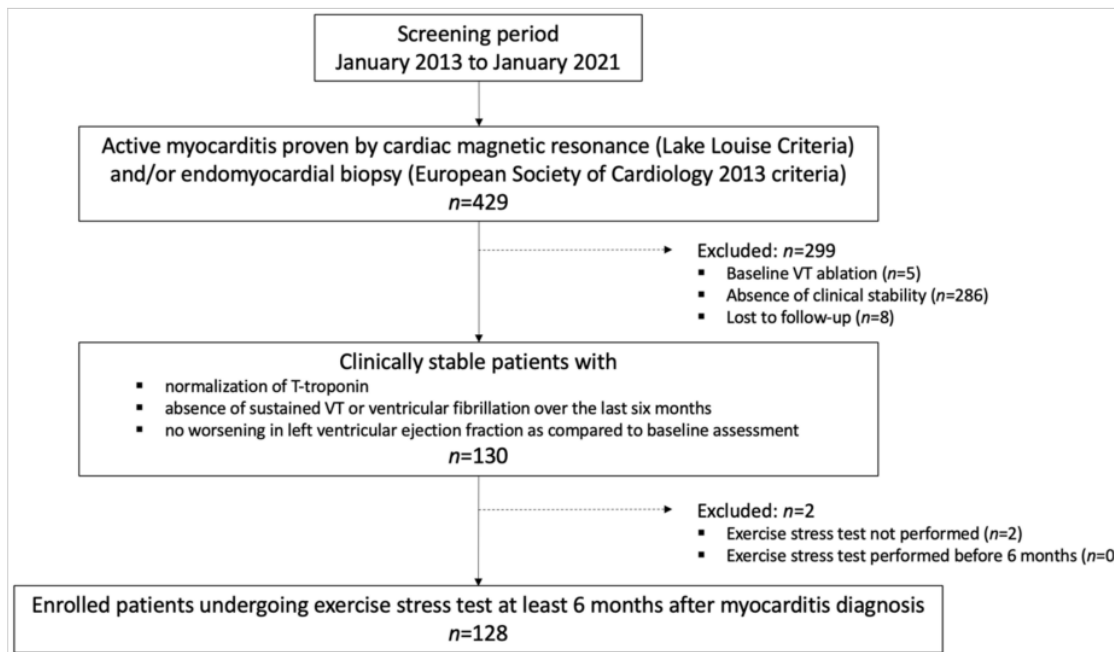 Screening period
January 2013 to January 2021
Active myocarditis proven by cardiac magnetic resonance (Lake Louise Criteria)
and/or endomyocardial biopsy (European Society of Cardiology 2013 criteria)
n=429
Excluded: n=299
▪ Baseline VT ablation (n=5)
▪ Absence of clinical stability (n=286)
▪ Lost to follow-up (n=8)
Clinically stable patients with
▪ normalization of T-troponin
▪ absence of sustained VT or ventricular fibrillation over the last six months
▪ no worsening in left ventricular ejection fraction as compared to baseline assessment
n=130
Excluded: n=2
▪ Exercise stress test not performed (n=2)
▪ Exercise stress test performed before 6 months (n=0
Enrolled patients undergoing exercise stress test at least 6 months after myocarditis diagnosis
n=128